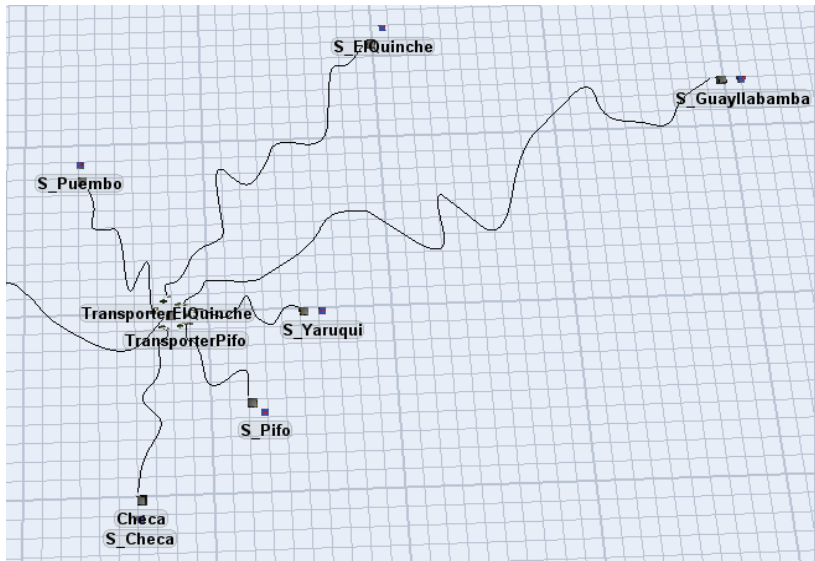 S_ElQuinche
S_Guayllabamba
S_Puembo
TransporterElQuinche
S_Yaruqui
TransporterPifo
S_Pifo
Checa
S_Checa